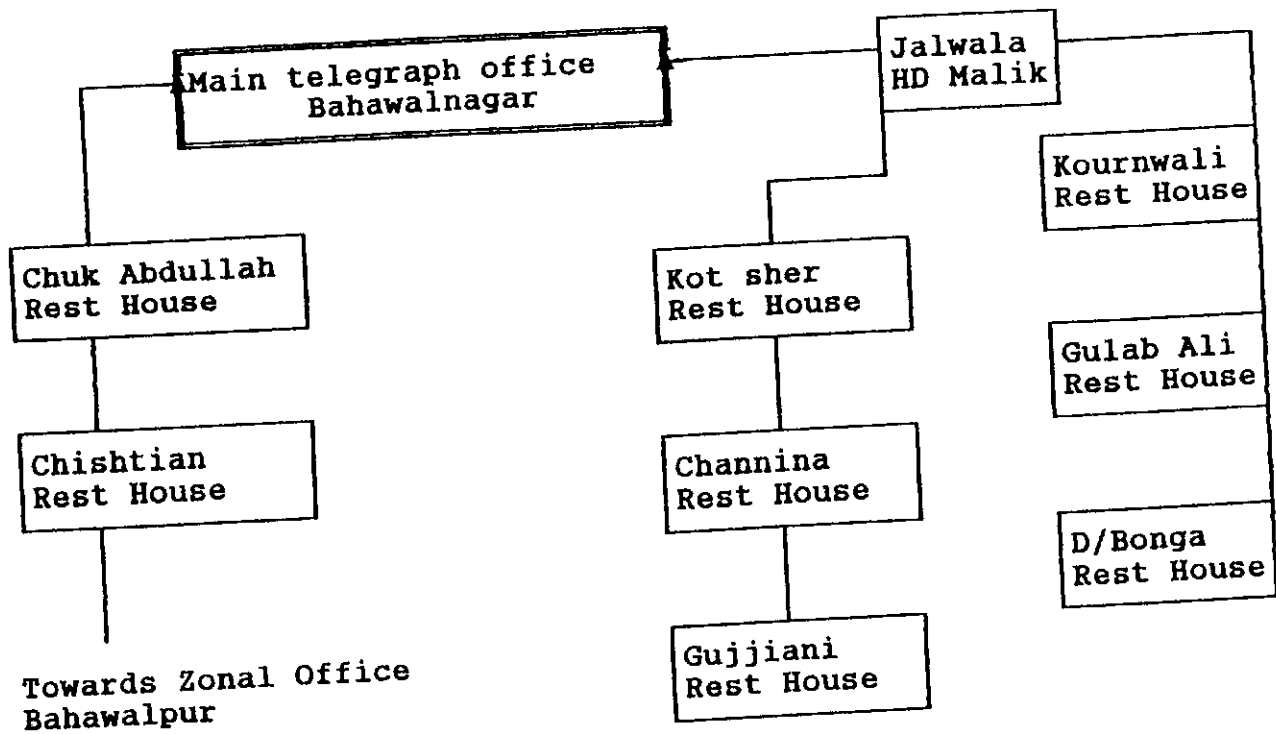 Main telegraph office
Bahawalnagar
Jalwala
HD Malik
Kournwali
Rest House
Chuk Abdullah
Rest House
Kot sher
Rest House
Gulab Ali
Rest House
Chishtian
Rest House
Channina
Rest House
D/Bonga
Rest House
Gujjiani
Rest House
Towards Zonal Office
Bahawalpur